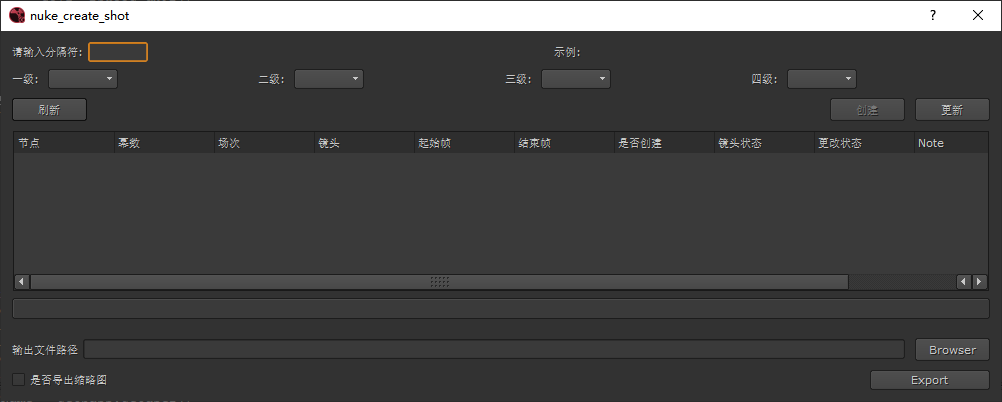 nuke_create_shot
请输入分隔符: 示例:
一级: 二级: 三级: 四级:
刷新 创建 更新
节点 幕数 场次 镜头 起始帧 结束帧 是否创建 镜头状态 更改状态 Note
输出文件路径 Browser
是否导出缩略图 Export